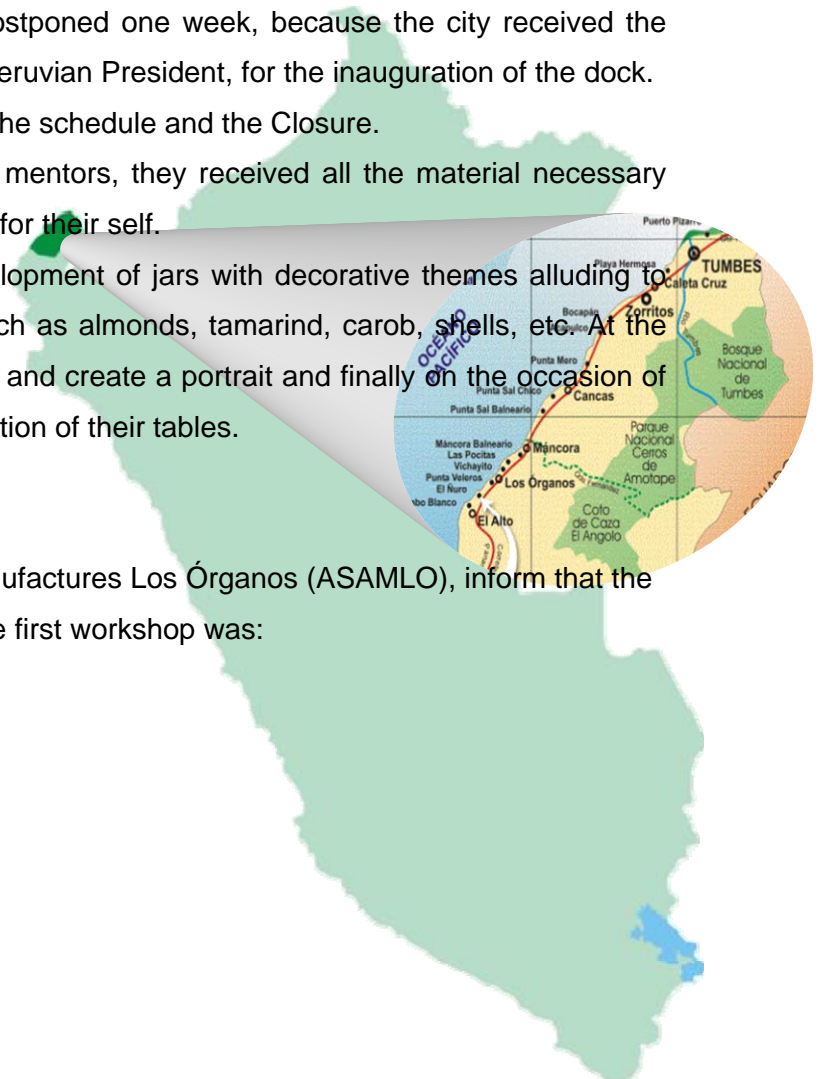 ostponed one week, because the city received the
eruvian President, for the inauguration of the dock.
he schedule and the Closure.
mentors, they received all the material necessary
for their self.
lopment of jars with decorative themes alluding to
ch as almonds, tamarind, carob, shells, etc. At the
and create a portrait and finally on the occasion of
tion of their tables.
ufactures Los Órganos (ASAMLO), inform that the
e first workshop was:
Puerto Pizarro
TUMBES
Playa Hermosa
Caleta Cruz
Zorritos
Bocapán
Acapulco
OCÉANO
PACÍFICO
Punta Mero
Bosque
Nacional
de
Tumbes
Punta Sal Chico
Cancas
Punta Sal Balneario
Parque
Nacional
Cerros
de
Amotape
Máncora Balneario
Máncora
Las Pocitas
Vichayito
Punta Veleros
Los Órganos
El Ñuro
bo Blanco
El Alto
Coto
de Caza
El Angolo